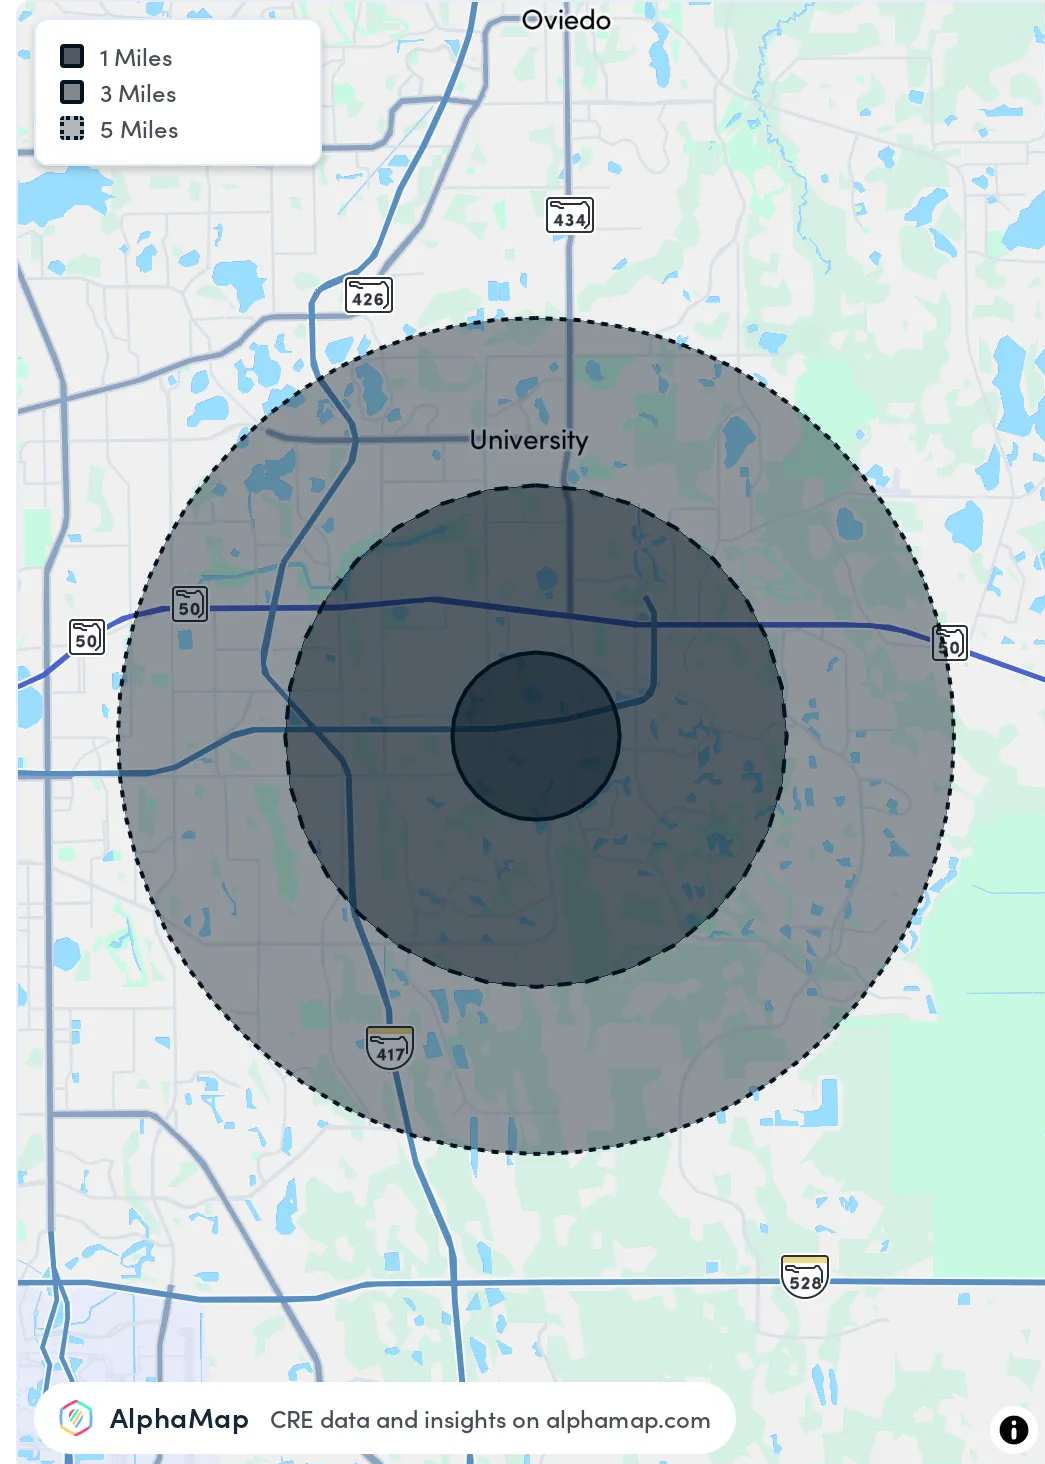 Oviedo
1 Miles
3 Miles
5 Miles
434
426
University
50
50
50
417
528
AlphaMap CRE data and insights on alphamap.com